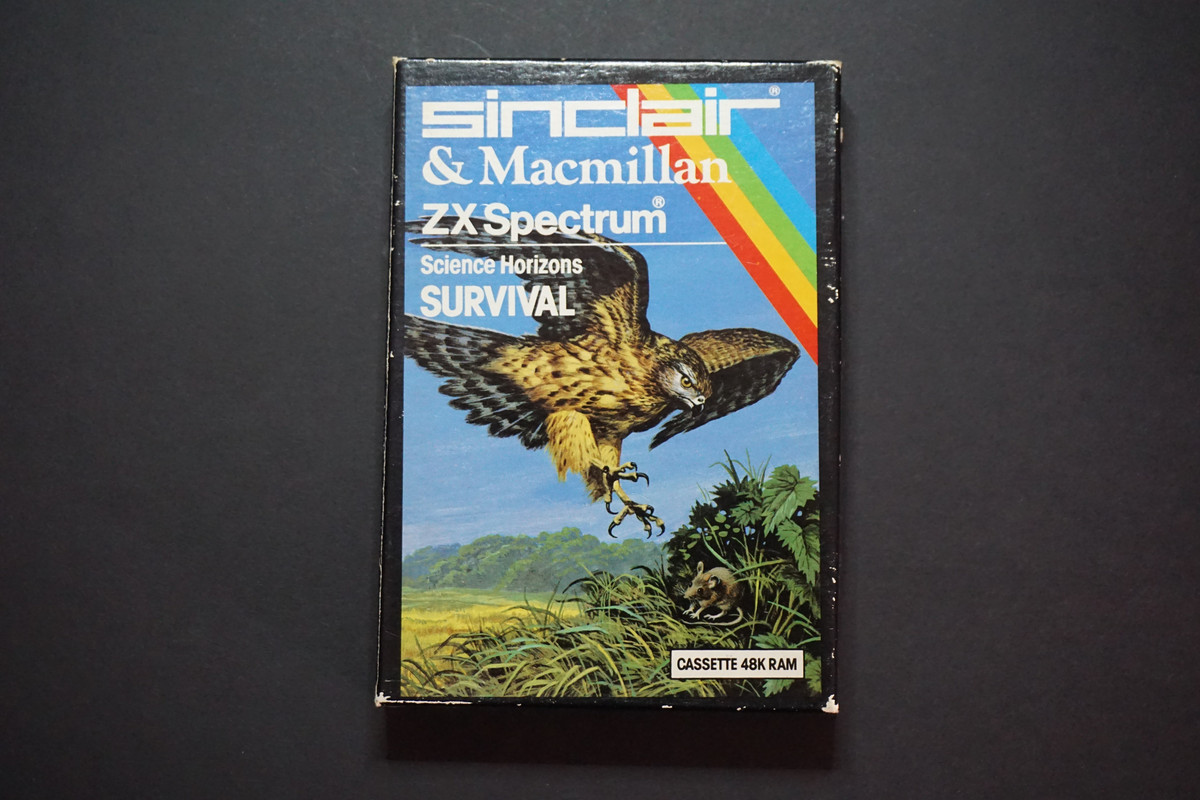 sinclair®
& Macmillan
ZX Spectrum®
Science Horizons
SURVIVAL
CASSETTE 48K RAM